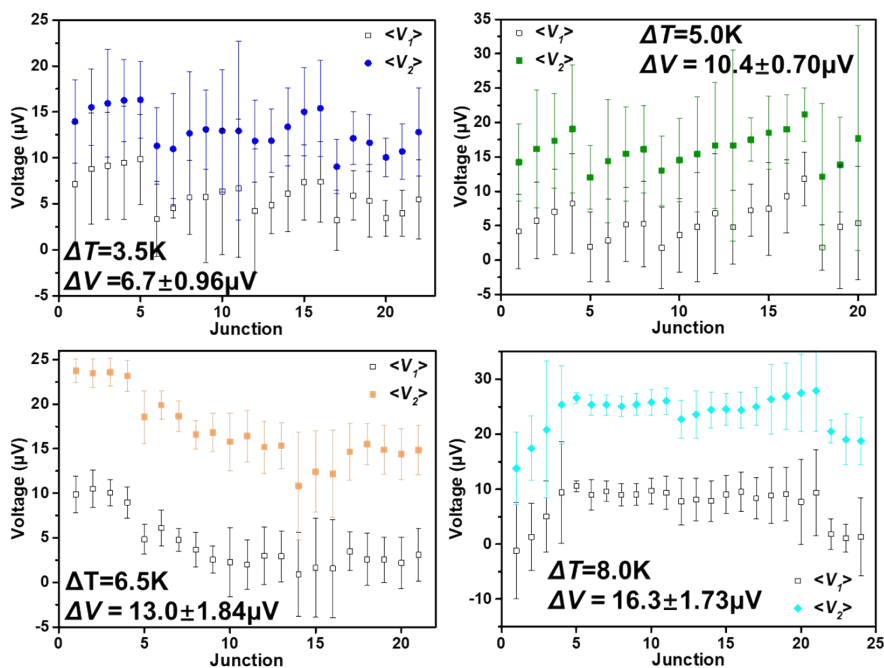 25
20
15
10
5
0
-5
Voltage (µV)
<V1>
<V2>
ΔT=3.5K
ΔV=6.7±0.96µV
0 5 10 15 20
Junction
35
30
25
20
15
10
5
0
-5
Voltage (µV)
<V1>
<V2>
ΔT=5.0K
ΔV = 10.4±0.70µV
0 5 10 15 20
Junction
25
20
15
10
5
0
-5
Voltage (µV)
<V1>
<V2>
ΔT=6.5K
ΔV = 13.0±1.84µV
0 5 10 15 20
Junction
30
20
10
0
-10
Voltage (µV)
ΔT=8.0K
ΔV = 16.3±1.73µV
<V1>
<V2>
0 5 10 15 20 25
Junction